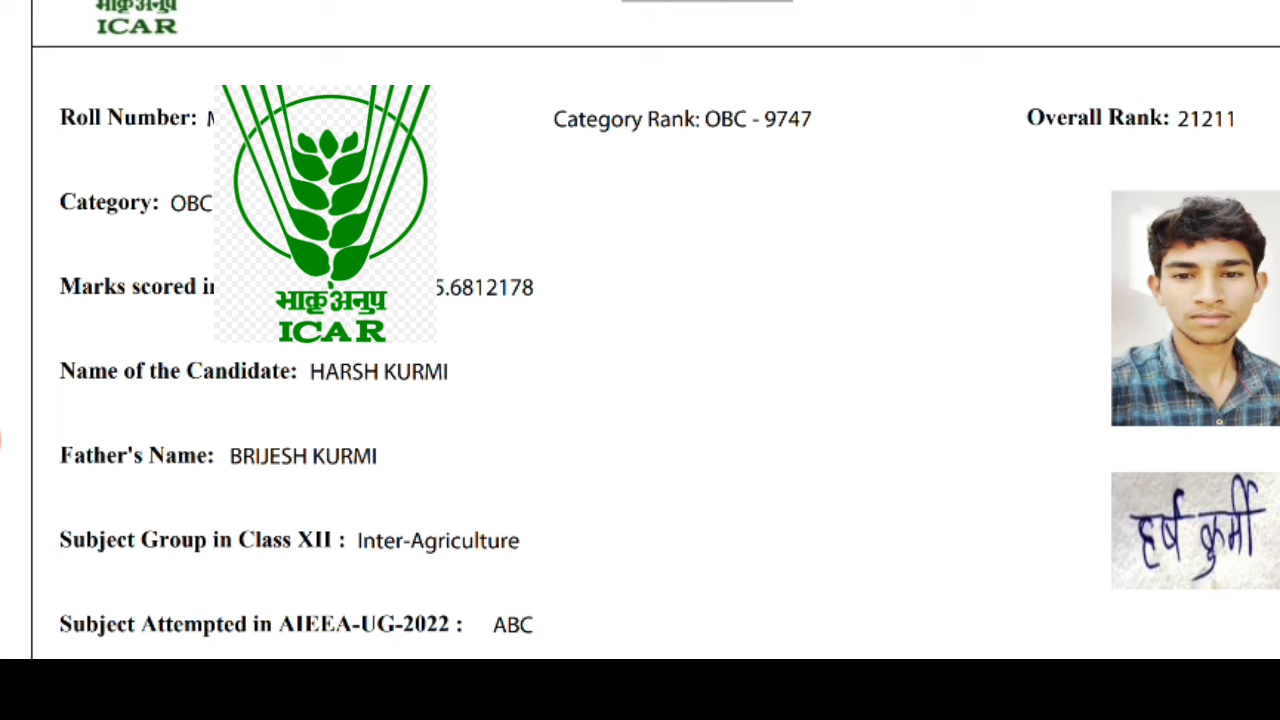 भाकृअनुप
ICAR
Roll Number: Category Rank: OBC - 9747 Overall Rank: 21211
Category: OBC
Marks scored 5.6812178
भाकृअनुप
ICAR
Name of the Candidate: HARSH KURMI
Father's Name: BRIJESH KURMI
हर्ष कुर्मी
Subject Group in Class XII : Inter-Agriculture
Subject Attempted in AIEEA-UG-2022 : ABC